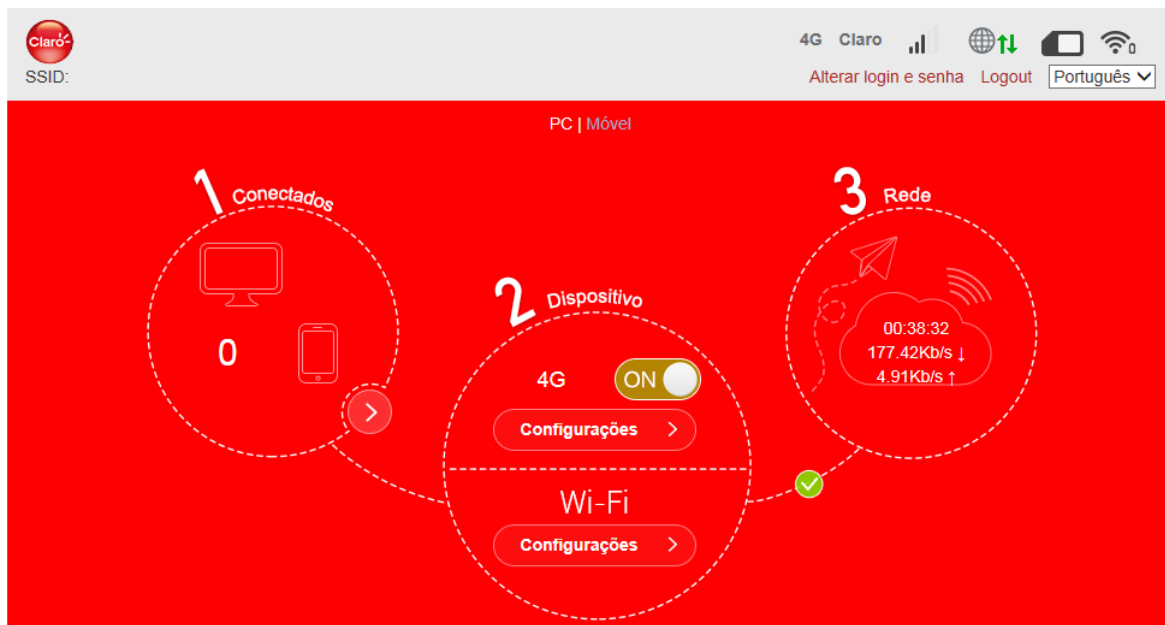 Claro
4G Claro
0
SSID:
Alterar login e senha Logout Português
PC | Móvel
1 Conectados
0
2 Dispositivo
4G ON
Configurações >
Wi-Fi
Configurações >
3 Rede
00:38:32
177.42Kb/s ↓
4.91Kb/s ↑